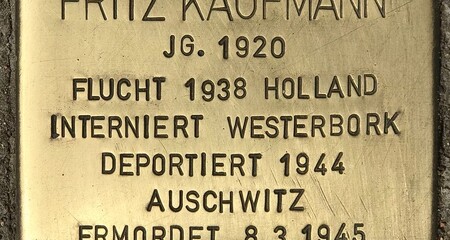 FRITZ KAUFMANN
JG. 1920
FLUCHT 1938 HOLLAND
INTERNIERT WESTERBORK
DEPORTIERT 1944
AUSCHWITZ
ERMORDET 8.3.1945